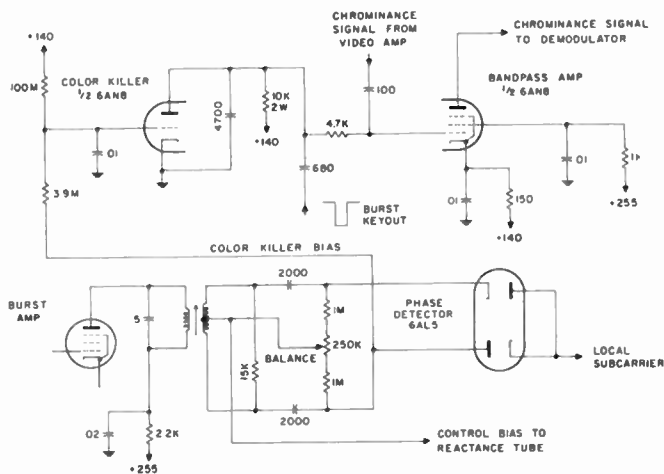 CHROMINANCE
SIGNAL FROM
VIDEO AMP
CHROMINANCE SIGNAL
TO DEMODULATOR
+140
100M
COLOR KILLER
1/2 6AN8
4700
10K
2W
+140
100
BANDPASS AMP
1/2 6AN8
4.7K
.01
680
.01
1K
+255
3.9M
.01
150
+140
BURST
KEYOUT
COLOR KILLER BIAS
BURST
AMP
5
2000
1M
PHASE
DETECTOR
6AL5
250K
BALANCE
15K
1M
LOCAL
SUBCARRIER
2000
.02
2.2K
+255
CONTROL BIAS TO
REACTANCE TUBE